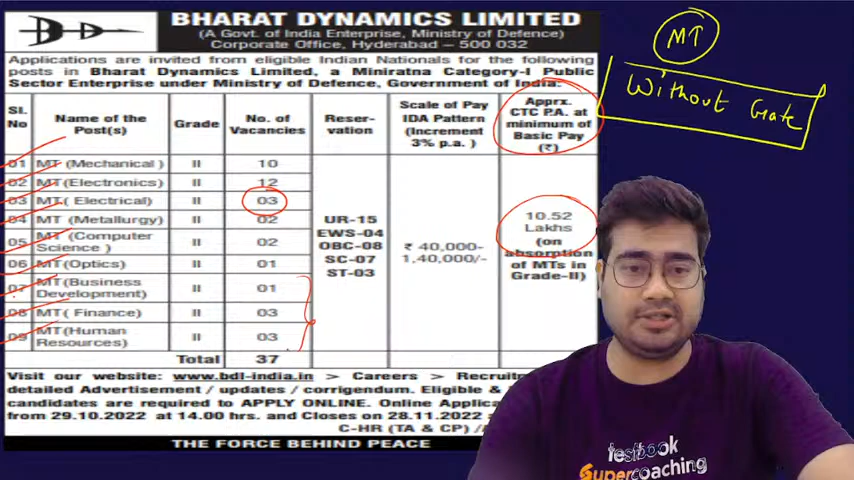 BHARAT DYNAMICS LIMITED
(A Govt. of India Enterprise, Ministry of Defence)
Corporate Office, Hyderabad – 500 032
Applications are invited from eligible Indian Nationals for the following
posts in Bharat Dynamics Limited, a Miniratna Category-I Public
Sector Enterprise under Ministry of Defence, Government of India.
Sl. No Name of the Post(s) Grade No. of Vacancies Reser-vation Scale of Pay IDA Pattern (Increment 3% p.a. ) Apprx. CTC P.A. at minimum of Basic Pay (₹)
01 MT (Mechanical ) II 10
02 MT(Electronics) II 12
03 MT( Electrical) II 03
04 MT (Metallurgy) II 02
05 MT (Computer Science ) II 02
06 MT(Optics) II 01
07 MT(Business Development) II 01
08 MT( Finance) II 03
09 MT(Human Resources) II 03
UR-15
EWS-04
OBC-08
SC-07
ST-03
₹ 40,000-
1,40,000/-
10.52
Lakhs
(on
absorption
of MTs in
Grade-II)
Total 37
Visit our website: www.bdl-india.in > Careers > Recruitm
detailed Advertisement / updates / corrigendum. Eligible &
candidates are required to APPLY ONLINE. Online Applic
from 29.10.2022 at 14.00 hrs. and Closes on 28.11.2022 a
C-HR (TA & CP) /A
THE FORCE BEHIND PEACE
MT
Without Gate
testbook
Supercoaching